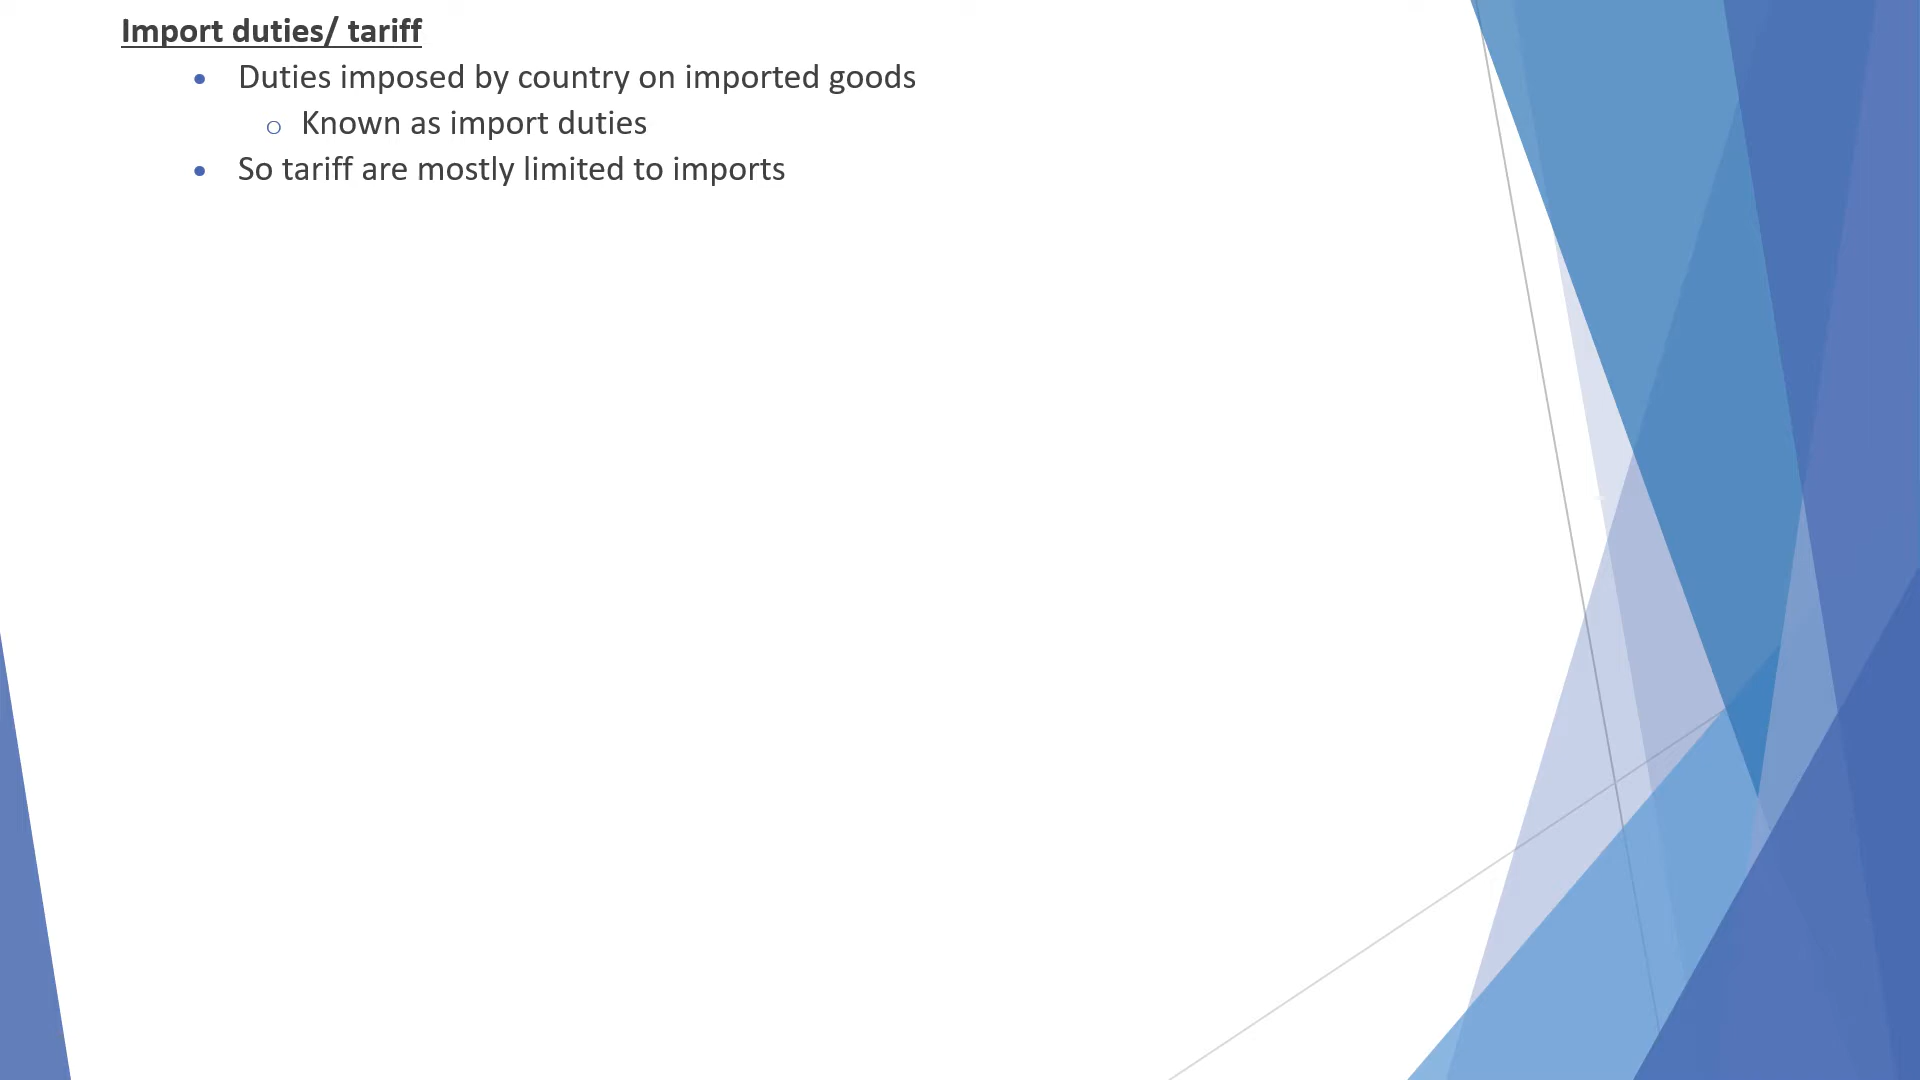 Import duties/ tariff
• Duties imposed by country on imported goods
o Known as import duties
• So tariff are mostly limited to imports